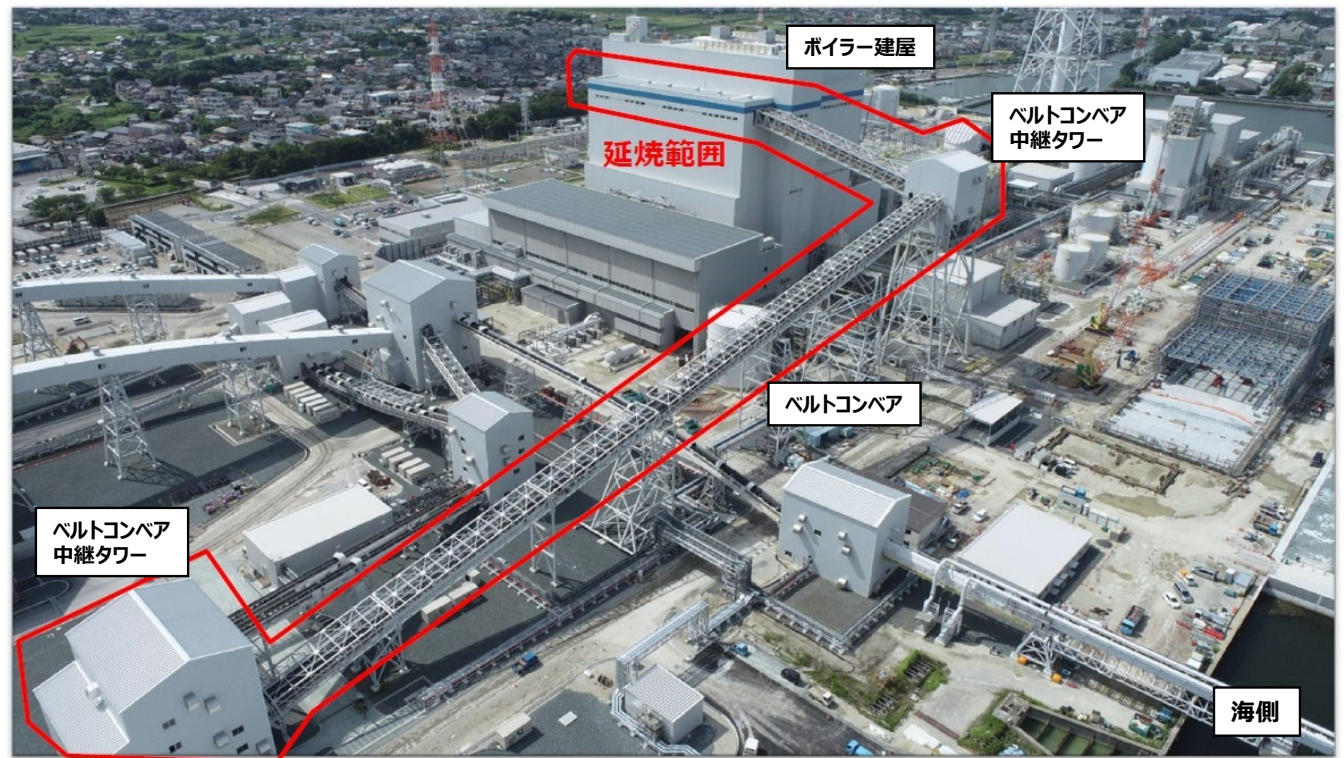 ボイラー建屋
ベルトコンベア
中継タワー
延焼範囲
ベルトコンベア
ベルトコンベア
中継タワー
海側